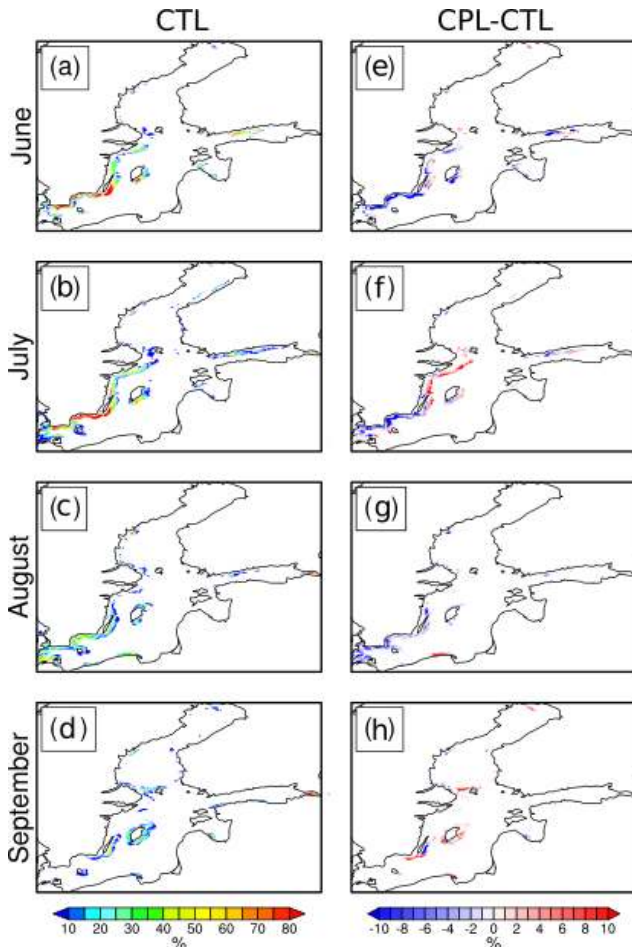 CTL CPL-CTL
(a) (e)
June
(b) (f)
July
(c) (g)
August
(d) (h)
September
10 20 30 40 50 60 70 80
%
-10 -8 -6 -4 -2 0 2 4 6 8 10
%